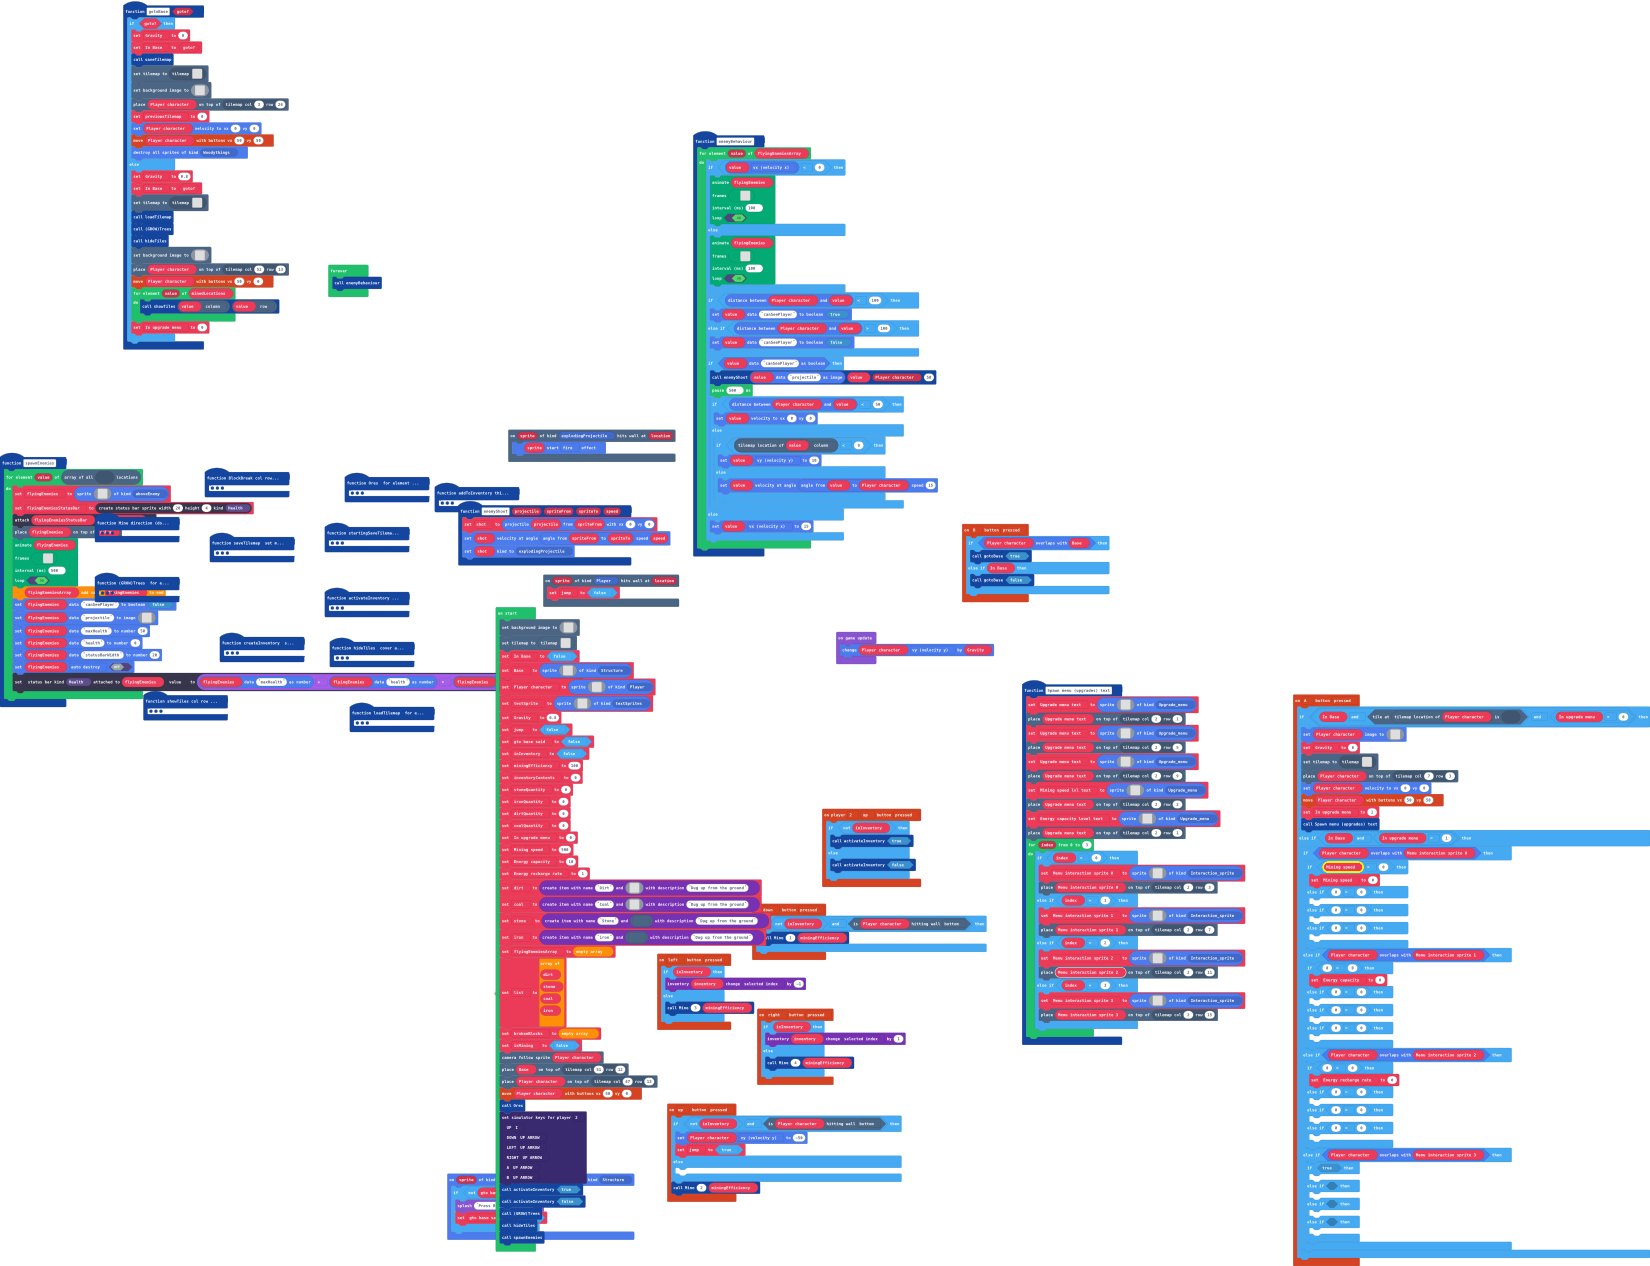 function gotoBase goto?
if goto? then
set Gravity to 0
set In Base to goto?
call saveTilemap
set tilemap to tilemap
set background image to
place Player character on top of tilemap col row
set previousTilemap to
set Player character velocity to vx 0 vy 0
move Player character with buttons vx 50 vy 50
destroy all sprites of kind WoodyThings
else
set Gravity to
set In Base to goto?
set tilemap to tilemap
call loadTilemap
call (GROW)Trees
call hideTiles
set background image to
place Player character on top of tilemap col row
move Player character with buttons vx 50 vy 0
for element value of minedLocations
do call showTiles value column value row
set In upgrade menu to 0
forever
call enemyBehaviour
function enemyBehaviour
for element value of flyingEnemiesArray
do if value vx (velocity x) < 0 then
animate flyingEnemies
frames
interval (ms) 100
loop
else
animate flyingEnemies
frames
interval (ms) 100
loop
if distance between Player character and value < 100 then
set value data "canSeePlayer" to boolean true
else if distance between Player character and value > 100 then
set value data "canSeePlayer" to boolean false
if value data "canSeePlayer" as boolean then
call enemyShoot value data "projectile" as image value Player character 50
pause 500 ms
if distance between Player character and value < then
set value velocity to vx 0 vy 0
else
if tilemap location of value column < then
set value vy (velocity y) to 10
else
set value velocity at angle angle from value to Player character speed 15
else
set value vx (velocity x) to 15
on sprite of kind explodingProjectile hits wall at location
sprite start fire effect
function spawnEnemies
for element value of array of all locations
do
set flyingEnemies to sprite of kind aboveEnemy
set flyingEnemiesStatusBar to create status bar sprite width 20 height 4 kind Health
attach flyingEnemiesStatusBar
place flyingEnemies on top of
animate flyingEnemies
frames
interval (ms) 500
loop
flyingEnemiesArray add flyingEnemies to end
set flyingEnemies data "canSeePlayer" to boolean false
set flyingEnemies data "projectile" to image
set flyingEnemies data "maxHealth" to number 50
set flyingEnemies data "health" to number
set flyingEnemies data "statusBarWidth" to number 20
set flyingEnemies auto destroy
set status bar kind Health attached to flyingEnemies value to flyingEnemies data "maxHealth" as number flyingEnemies data "health" as number flyingEnemies
function BlockBreak col row...
function Mine direction (do...
function saveTilemap set m...
function (GROW)Trees for e...
function createInventory s...
function showTiles col row ...
function Ores for element ...
function addToInventory thi...
function startingSaveTilema...
function activateInventory ...
function hideTiles cover a...
function loadTilemap for e...
function enemyShoot projectile spriteFrom spriteTo speed
set shot to projectile projectile from spriteFrom with vx 0 vy 0
set shot velocity at angle angle from spriteFrom to spriteTo speed speed
set shot kind to explodingProjectile
on sprite of kind Player hits wall at location
set jump to false
on start
set background image to
set tilemap to tilemap
set In Base to false
set Base to sprite of kind Structure
set Player character to sprite of kind Player
set textSprite to sprite of kind textSprites
set Gravity to
set jump to false
set gto base said to false
set inInventory to false
set miningEfficiency to 100
set inventoryContents to 0
set stoneQuantity to 0
set ironQuantity to 0
set dirtQuantity to 0
set coalQuantity to 0
set In upgrade menu to 0
set Mining speed to 500
set Energy capacity to 10
set Energy recharge rate to 1
set dirt to create item with name "Dirt" and with description "Dug up from the ground"
set coal to create item with name "Coal" and with description "Dug up from the ground"
set stone to create item with name "Stone" and with description "Dug up from the ground"
set iron to create item with name "iron" and with description "Dug up from the ground"
set flyingEnemiesArray to empty array
set list to array of
dirt
stone
coal
iron
set brokenBlocks to empty array
set isMining to false
camera follow sprite Player character
place Base on top of tilemap col row
place Player character on top of tilemap col row
move Player character with buttons vx 50 vy 0
call Ores
set simulator keys for player 2
UP I
DOWN UP ARROW
LEFT UP ARROW
RIGHT UP ARROW
A UP ARROW
B UP ARROW
call activateInventory true
call activateInventory false
call (GROW)Trees
call hideTiles
call spawnEnemies
on sprite of kind Structure
if not gto ba
splash "Press B
set gto base sa
on game update
change Player character vy (velocity y) by Gravity
on player 2 up button pressed
if not inInventory then
call activateInventory true
else
call activateInventory false
down button pressed
not inInventory and is Player character hitting wall bottom then
call Mine 3 miningEfficiency
on left button pressed
if inInventory then
inventory inventory change selected index by -1
else
call Mine miningEfficiency
on right button pressed
if inInventory then
inventory inventory change selected index by 1
else
call Mine miningEfficiency
on up button pressed
if not inInventory and is Player character hitting wall bottom then
set Player character vy (velocity y) to -50
set jump to true
else
call Mine miningEfficiency
on B button pressed
if Player character overlaps with Base then
call gotoBase true
else if In Base then
call gotoBase false
function Spawn menu (upgrades) text
set Upgrade menu text to sprite of kind Upgrade_menu
place Upgrade menu text on top of tilemap col row
set Upgrade menu text to sprite of kind Upgrade_menu
place Upgrade menu text on top of tilemap col row
set Upgrade menu text to sprite of kind Upgrade_menu
place Upgrade menu text on top of tilemap col row
set Mining speed lvl text to sprite of kind Upgrade_menu
place Upgrade menu text on top of tilemap col row
set Energy capacity level text to sprite of kind Upgrade_menu
place Upgrade menu text on top of tilemap col row
for index from 0 to 3
do if index = 0 then
set Menu interaction sprite 0 to sprite of kind Interaction_sprite
place Menu interaction sprite 0 on top of tilemap col row
else if index = 1 then
set Menu interaction sprite 1 to sprite of kind Interaction_sprite
place Menu interaction sprite 1 on top of tilemap col row
else if index = 2 then
set Menu interaction sprite 2 to sprite of kind Interaction_sprite
place Menu interaction sprite 2 on top of tilemap col row
else if index = 3 then
set Menu interaction sprite 3 to sprite of kind Interaction_sprite
place Menu interaction sprite 3 on top of tilemap col row
on A button pressed
if In Base and tile at tilemap location of Player character is and In upgrade menu = 0 then
set Player character image to
set Gravity to 0
set tilemap to tilemap
place Player character on top of tilemap col row
set Player character velocity to vx 0 vy 0
move Player character with buttons vx 50 vy 50
set In upgrade menu to 1
call Spawn menu (upgrades) text
else if In Base and In upgrade menu = 1 then
if Player character overlaps with Menu interaction sprite 0 then
if Mining speed = 0 then
set Mining speed to 0
else if 0 = 0 then
else if 0 = 0 then
else if 0 = 0 then
else if Player character overlaps with Menu interaction sprite 1 then
if 0 = 0 then
set Energy capacity to 0
else if 0 = 0 then
else if 0 = 0 then
else if 0 = 0 then
else if Player character overlaps with Menu interaction sprite 2 then
if 0 = 0 then
set Energy recharge rate to 0
else if 0 = 0 then
else if 0 = 0 then
else if 0 = 0 then
else if Player character overlaps with Menu interaction sprite 3 then
if true then
else if then
else if then
else if then